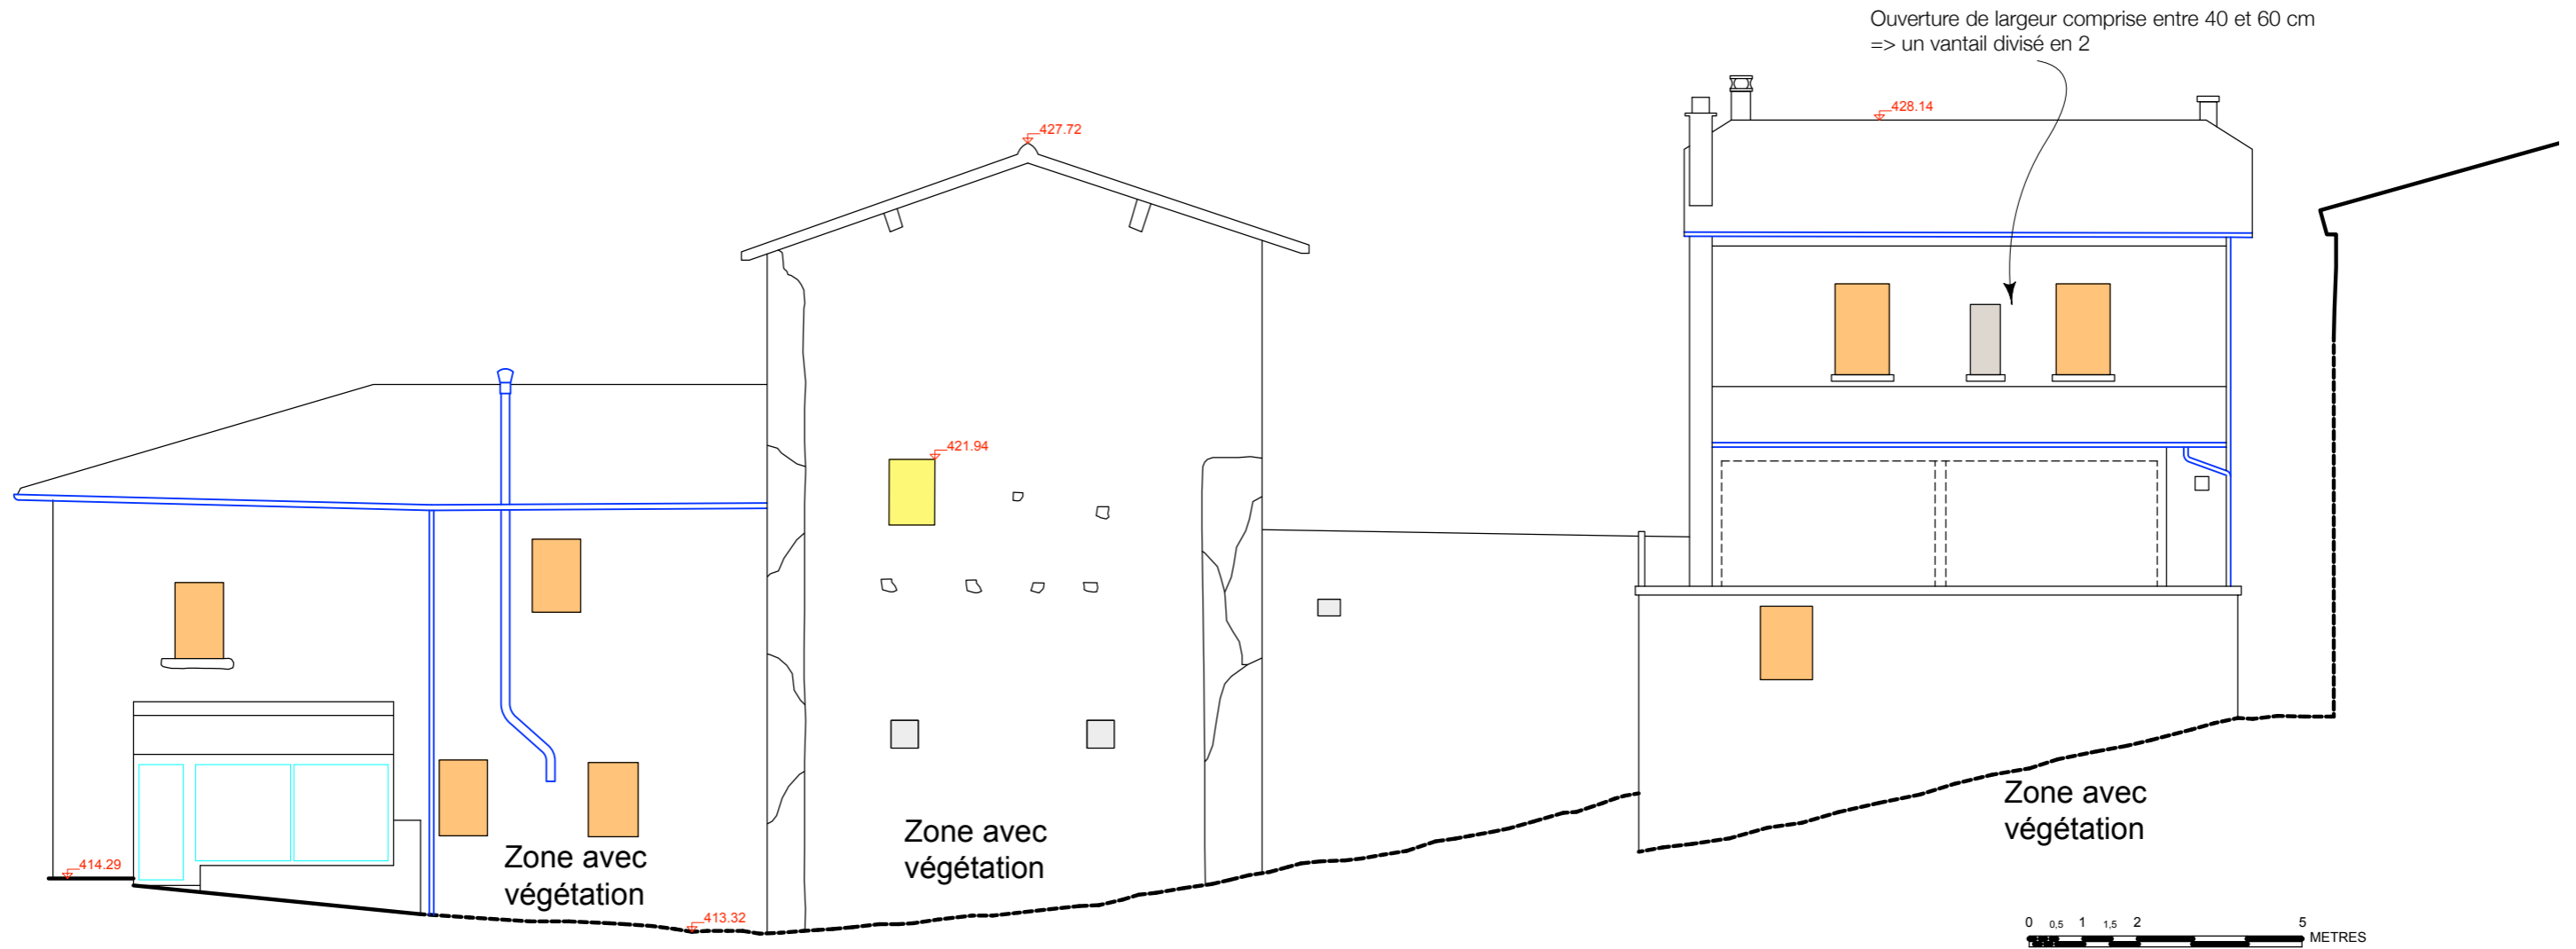 Ouverture de largeur comprise entre 40 et 60 cm
=> un vantail divisé en 2
428.14
427.72
421.94
414.29
413.32
Zone avec
végétation
Zone avec
végétation
Zone avec
végétation
0 0,5 1 1,5 2 5
METRES